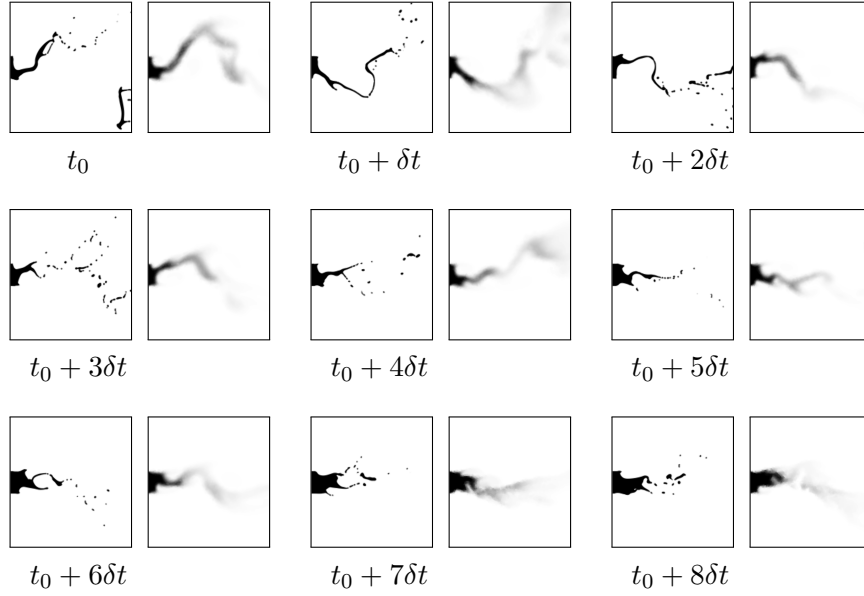 t₀ t₀ + δt t₀ + 2δt
t₀ + 3δt t₀ + 4δt t₀ + 5δt
t₀ + 6δt t₀ + 7δt t₀ + 8δt